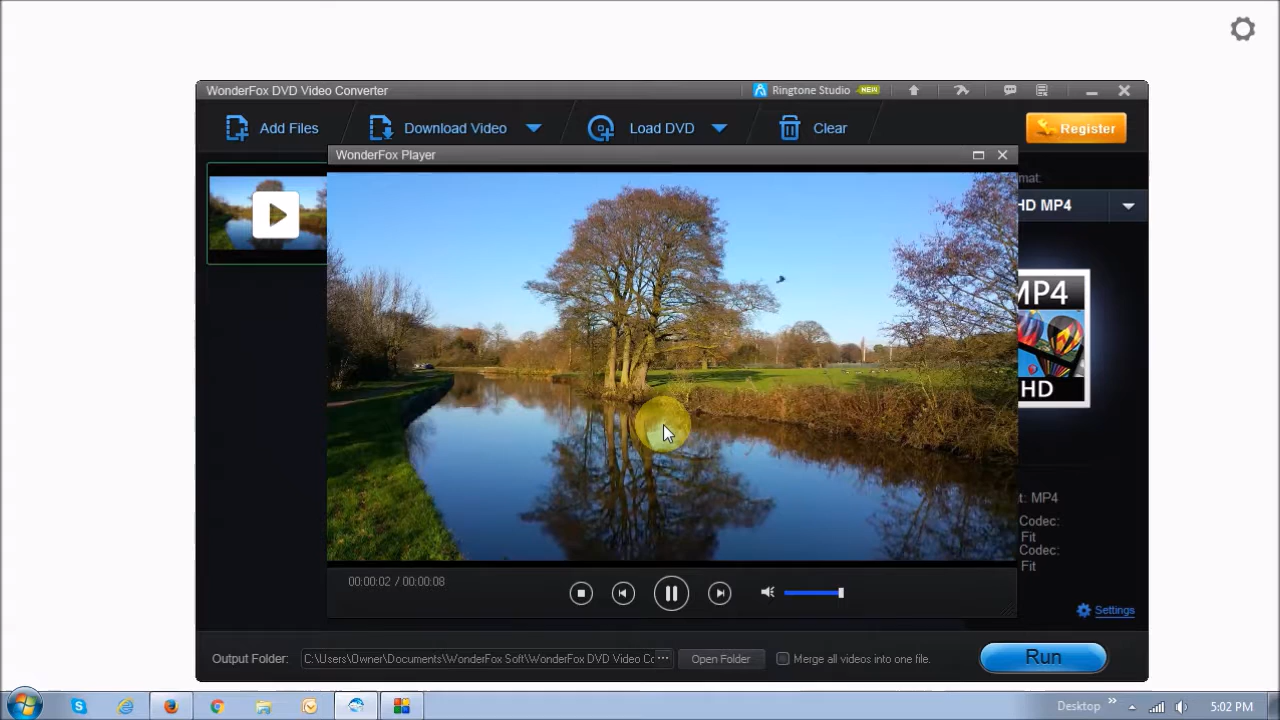 WonderFox DVD Video Converter
Ringtone Studio NEW
Add Files
Download Video
Load DVD
Clear
Register
WonderFox Player
mat:
HD MP4
MP4
HD
t: MP4
Codec:
Fit
Codec:
Fit
00:00:02 / 00:00:08
Settings
Output Folder: C:\Users\Owner\Documents\WonderFox Soft\WonderFox DVD Video Co ...
Open Folder
Merge all videos into one file.
Run
Desktop »
5:02 PM